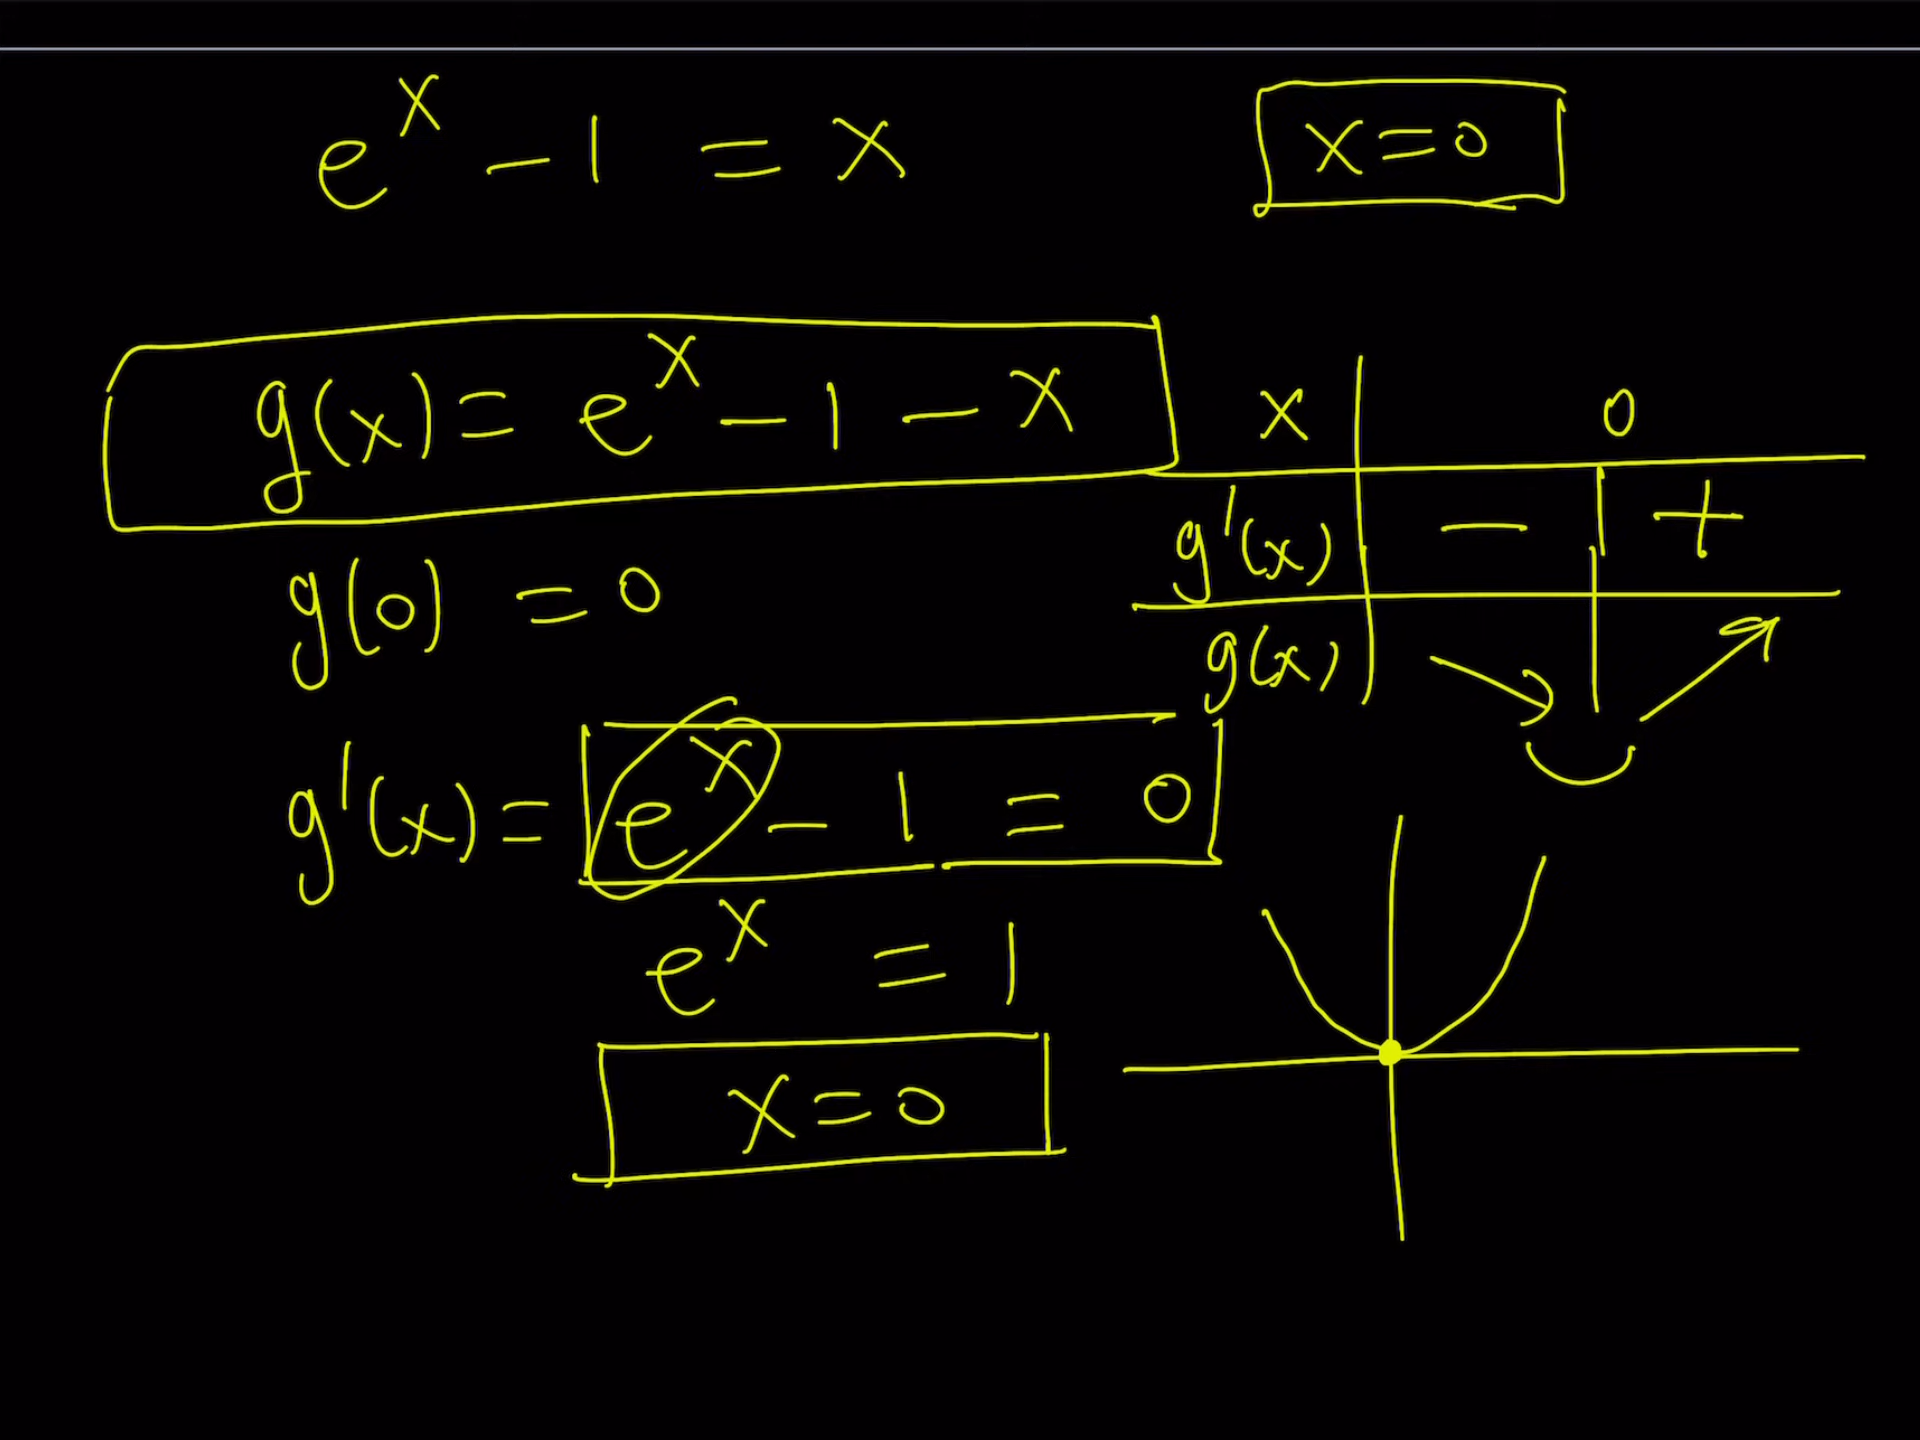 e^x - 1 = x
x = 0
g(x) = e^x - 1 - x
x 0
g'(x) - +
g(x)
g(0) = 0
g'(x) = e^x - 1 = 0
e^x = 1
x = 0